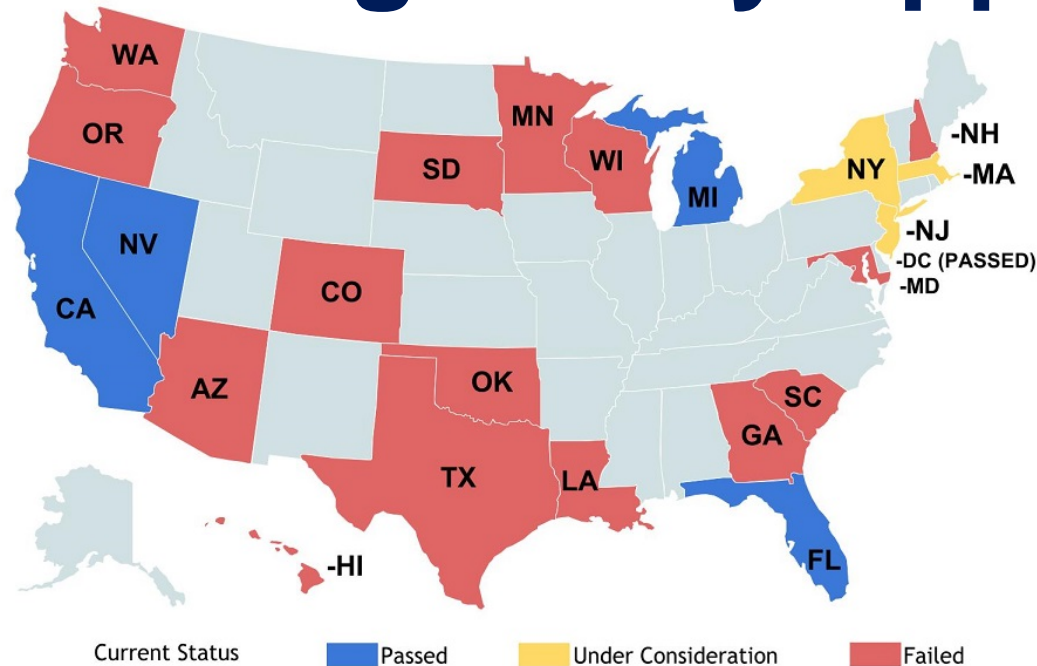 WA
OR
MN
-NH
SD
WI
NY
-MA
MI
NV
-NJ
-DC (PASSED)
-MD
CO
CA
AZ
OK
SC
GA
TX
LA
-HI
FL
Current Status
Passed
Under Consideration
Failed